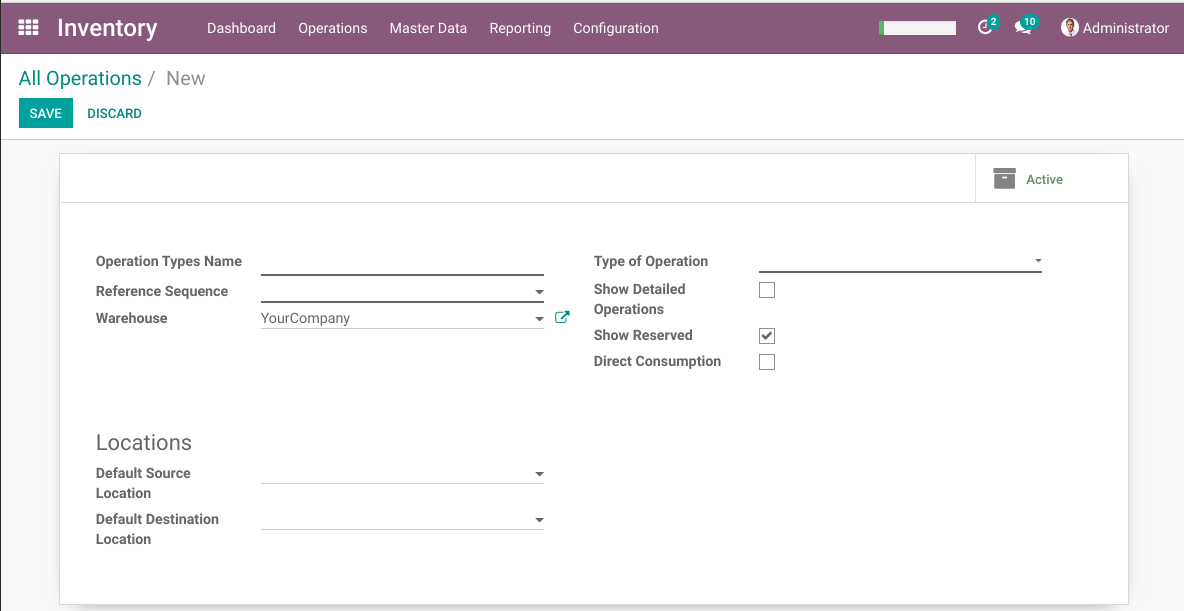 Inventory Dashboard Operations Master Data Reporting Configuration 2 10 Administrator
All Operations / New
SAVE DISCARD
Active
Operation Types Name
Reference Sequence
Warehouse YourCompany
Type of Operation
Show Detailed
Operations
Show Reserved
Direct Consumption
Locations
Default Source
Location
Default Destination
Location